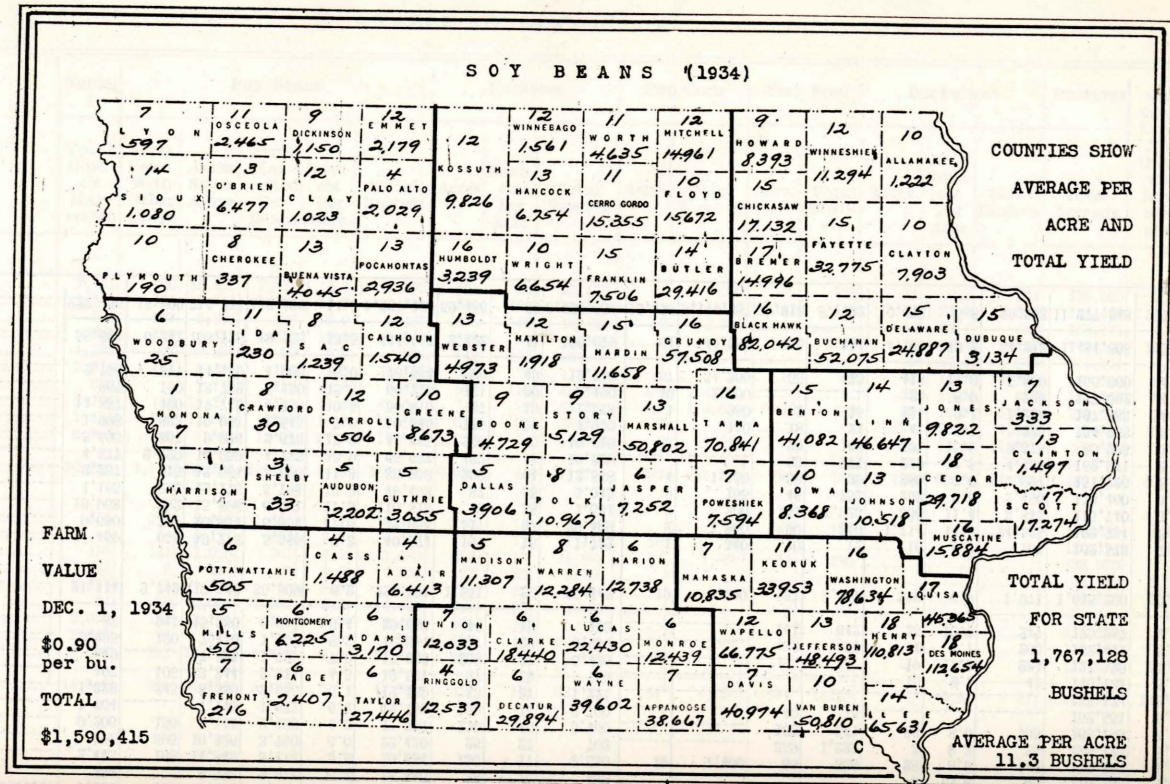 SOY BEANS (1934)
COUNTIES SHOW
AVERAGE PER
ACRE AND
TOTAL YIELD
7
LYON
597
11
OSCEOLA
2,465
9
DICKINSON
1,150
12
EMMET
2,179
12
KOSSUTH
9,826
12
WINNEBAGO
1,561
11
WORTH
4,635
12
MITCHELL
14,961
9
HOWARD
8,393
12
WINNESHIEK
11,294
10
ALLAMAKEE
1,222
14
SIOUX
1,080
13
O'BRIEN
6,477
12
CLAY
1,023
4
PALO ALTO
2,029
13
HANCOCK
6,754
11
CERRO GORDO
15,355
10
FLOYD
15672
15
CHICKASAW
17,132
15
FAYETTE
32,775
10
CLAYTON
7,903
10
PLYMOUTH
190
8
CHEROKEE
337
13
BUENA VISTA
4,045
13
POCAHONTAS
2,936
16
HUMBOLDT
3,239
10
WRIGHT
6,654
15
FRANKLIN
7,506
14
BUTLER
29,416
17
BREMER
14,996
6
WOODBURY
25
11
IDA
230
8
SAC
1,239
12
CALHOUN
1,540
13
WEBSTER
4,973
12
HAMILTON
1,918
15
HARDIN
11,658
16
GRUNDY
57,508
16
BLACK HAWK
82,042
12
BUCHANAN
52,075
15
DELAWARE
24,887
15
DUBUQUE
3,134
MONONA
7
8
CRAWFORD
30
12
CARROLL
506
10
GREENE
8,673
9
BOONE
4,729
9
STORY
5,129
13
MARSHALL
50,802
16
TAMA
70,841
15
BENTON
41,082
14
LINN
46,647
13
JONES
9,822
7
JACKSON
333
13
CLINTON
1,497
HARRISON
3
SHELBY
33
5
AUDUBON
2202
5
GUTHRIE
3,055
5
DALLAS
3,906
8
POLK
10,967
6
JASPER
7,252
7
POWESHIEK
7,594
10
IOWA
8,368
13
JOHNSON
10,518
18
CEDAR
29,718
17
SCOTT
17,274
16
MUSCATINE
15,884
6
POTTAWATTAMIE
505
4
CASS
1,488
4
ADAIR
6,413
5
MADISON
11,307
8
WARREN
12,284
6
MARION
12,738
7
MAHASKA
10,835
11
KEOKUK
33953
16
WASHINGTON
78,634
17
LOUISA
45363
5
MILLS
50
6
MONTGOMERY
6,225
6
ADAMS
3,170
7
UNION
12,633
6
CLARKE
18,440
6
LUCAS
22,430
6
MONROE
12,439
12
WAPELLO
66,775
13
JEFFERSON
48,493
18
HENRY
110,813
18
DES MOINES
112654
7
FREMONT
216
6
PAGE
2,407
6
TAYLOR
27,446
4
RINGGOLD
12,537
6
DECATUR
29,894
6
WAYNE
39,602
7
APPANOOSE
38,667
7
DAVIS
40,974
10
VAN BUREN
50,810
14
LEE
65,631
C
FARM
VALUE
DEC. 1, 1934
$0.90
per bu.
TOTAL
$1,590,415
TOTAL YIELD
FOR STATE
1,767,128
BUSHELS
AVERAGE PER ACRE
11.3 BUSHELS